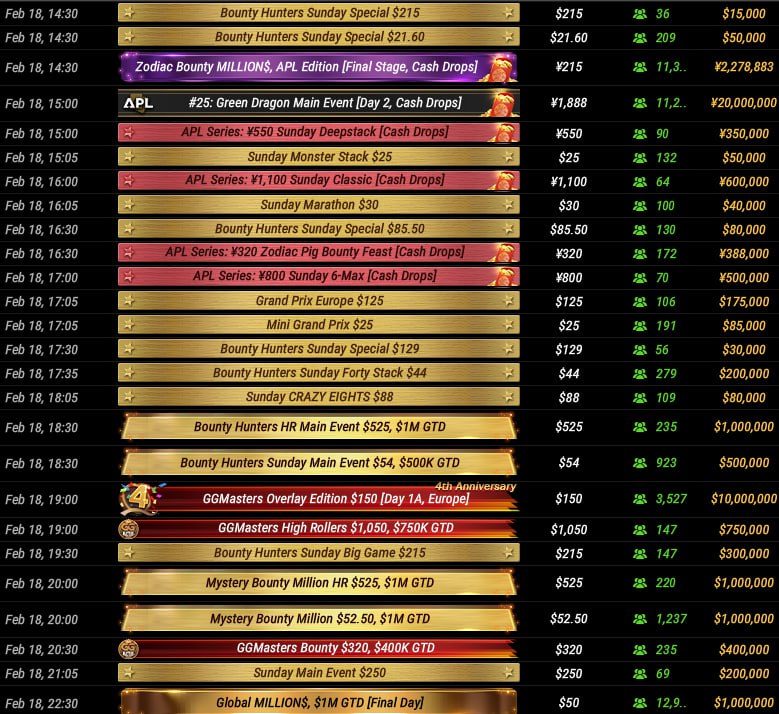 Feb 18, 14:30 Bounty Hunters Sunday Special $215 $215 36 $15,000
Feb 18, 14:30 Bounty Hunters Sunday Special $21.60 $21.60 209 $50,000
Feb 18, 14:30 Zodiac Bounty MILLION$, APL Edition [Final Stage, Cash Drops] ¥215 11,3.. ¥2,278,883
Feb 18, 15:00 APL #25: Green Dragon Main Event [Day 2, Cash Drops] ¥1,888 11,2.. ¥20,000,000
Feb 18, 15:00 APL Series: ¥550 Sunday Deepstack [Cash Drops] ¥550 90 ¥350,000
Feb 18, 15:05 Sunday Monster Stack $25 $25 132 $50,000
Feb 18, 16:00 APL Series: ¥1,100 Sunday Classic [Cash Drops] ¥1,100 64 ¥600,000
Feb 18, 16:05 Sunday Marathon $30 $30 100 $40,000
Feb 18, 16:30 Bounty Hunters Sunday Special $85.50 $85.50 130 $80,000
Feb 18, 16:30 APL Series: ¥320 Zodiac Pig Bounty Feast [Cash Drops] ¥320 172 ¥388,000
Feb 18, 17:00 APL Series: ¥800 Sunday 6-Max [Cash Drops] ¥800 70 ¥500,000
Feb 18, 17:05 Grand Prix Europe $125 $125 106 $175,000
Feb 18, 17:05 Mini Grand Prix $25 $25 191 $85,000
Feb 18, 17:30 Bounty Hunters Sunday Special $129 $129 56 $30,000
Feb 18, 17:35 Bounty Hunters Sunday Forty Stack $44 $44 279 $200,000
Feb 18, 18:05 Sunday CRAZY EIGHTS $88 $88 109 $80,000
Feb 18, 18:30 Bounty Hunters HR Main Event $525, $1M GTD $525 235 $1,000,000
Feb 18, 18:30 Bounty Hunters Sunday Main Event $54, $500K GTD $54 923 $500,000
4th Anniversary
Feb 18, 19:00 4 GGMasters Overlay Edition $150 [Day 1A, Europe] $150 3,527 $10,000,000
Feb 18, 19:00 GGMasters High Rollers $1,050, $750K GTD $1,050 147 $750,000
Feb 18, 19:30 Bounty Hunters Sunday Big Game $215 $215 147 $300,000
Feb 18, 20:00 Mystery Bounty Million HR $525, $1M GTD $525 220 $1,000,000
Feb 18, 20:00 Mystery Bounty Million $52.50, $1M GTD $52.50 1,237 $1,000,000
Feb 18, 20:30 GGMasters Bounty $320, $400K GTD $320 235 $400,000
Feb 18, 21:05 Sunday Main Event $250 $250 69 $200,000
Feb 18, 22:30 Global MILLION$, $1M GTD [Final Day] $50 12,9.. $1,000,000